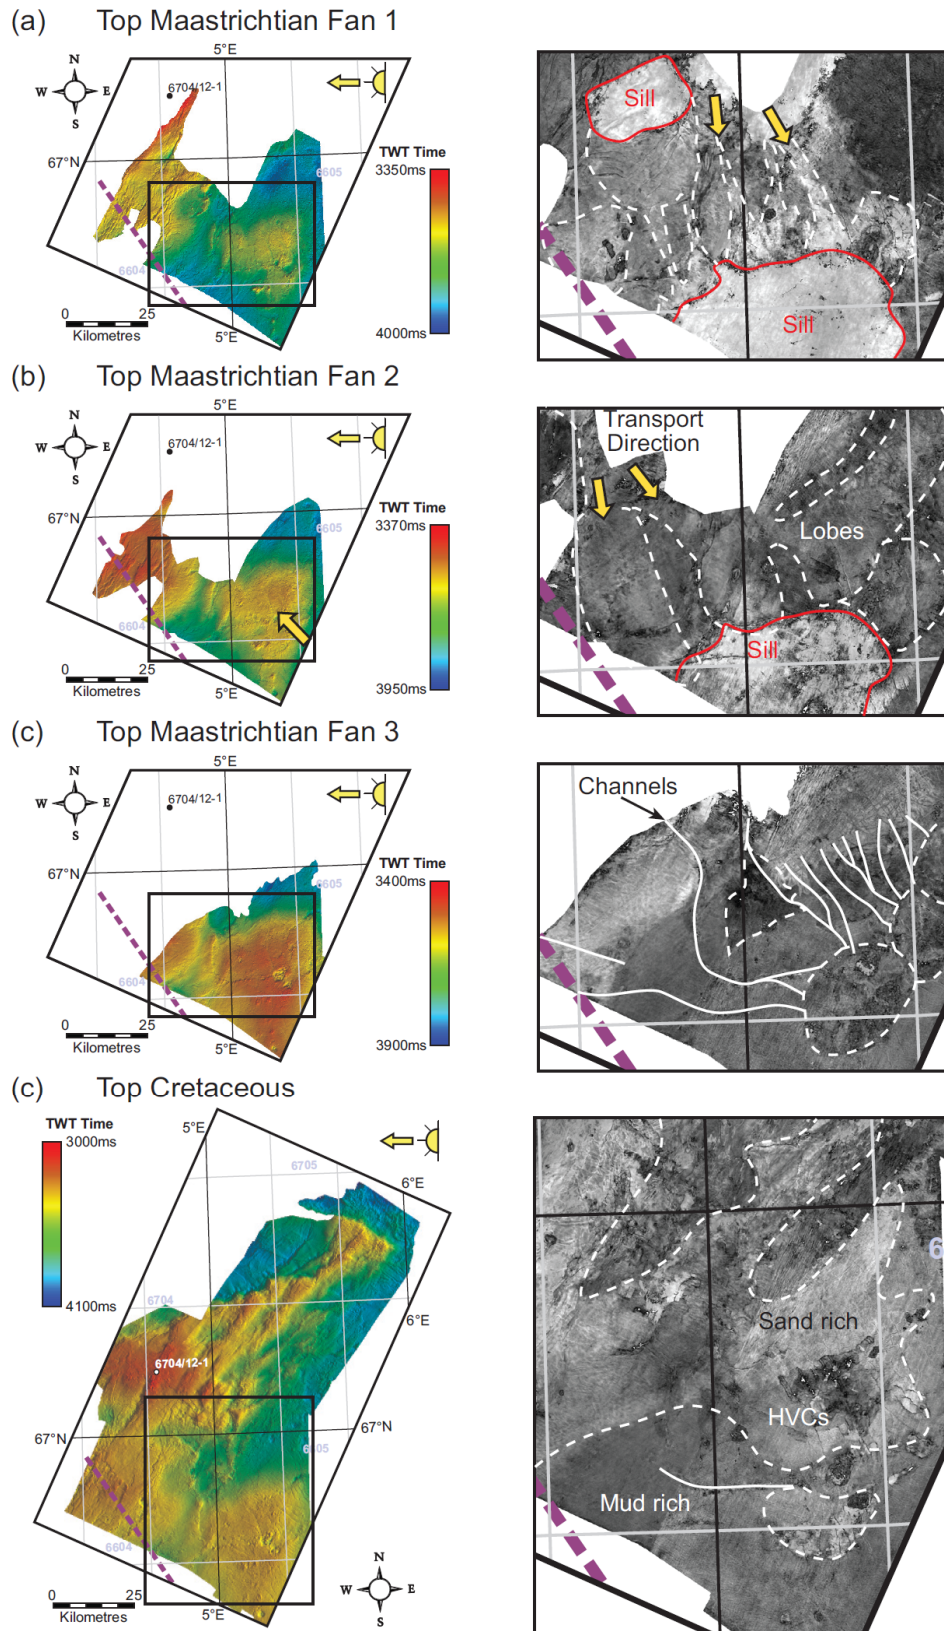 (a) Top Maastrichtian Fan 1
5°E
N
W E
S
6704/12-1
67°N
6605
6604
TWT Time
3350ms
4000ms
0 25
Kilometres
5°E
Sill
Sill
(b) Top Maastrichtian Fan 2
5°E
N
W E
S
6704/12-1
67°N
6605
6604
TWT Time
3370ms
3950ms
0 25
Kilometres
5°E
Transport
Direction
Lobes
Sill
(c) Top Maastrichtian Fan 3
5°E
N
W E
S
6704/12-1
67°N
6605
6604
TWT Time
3400ms
3900ms
0 25
Kilometres
5°E
Channels
(c) Top Cretaceous
TWT Time
3000ms
4100ms
5°E
6705
6°E
6704
6°E
6704/12-1
67°N
67°N
6605
6604
0 25
Kilometres
5°E
N
W E
S
6
Sand rich
HVCs
Mud rich